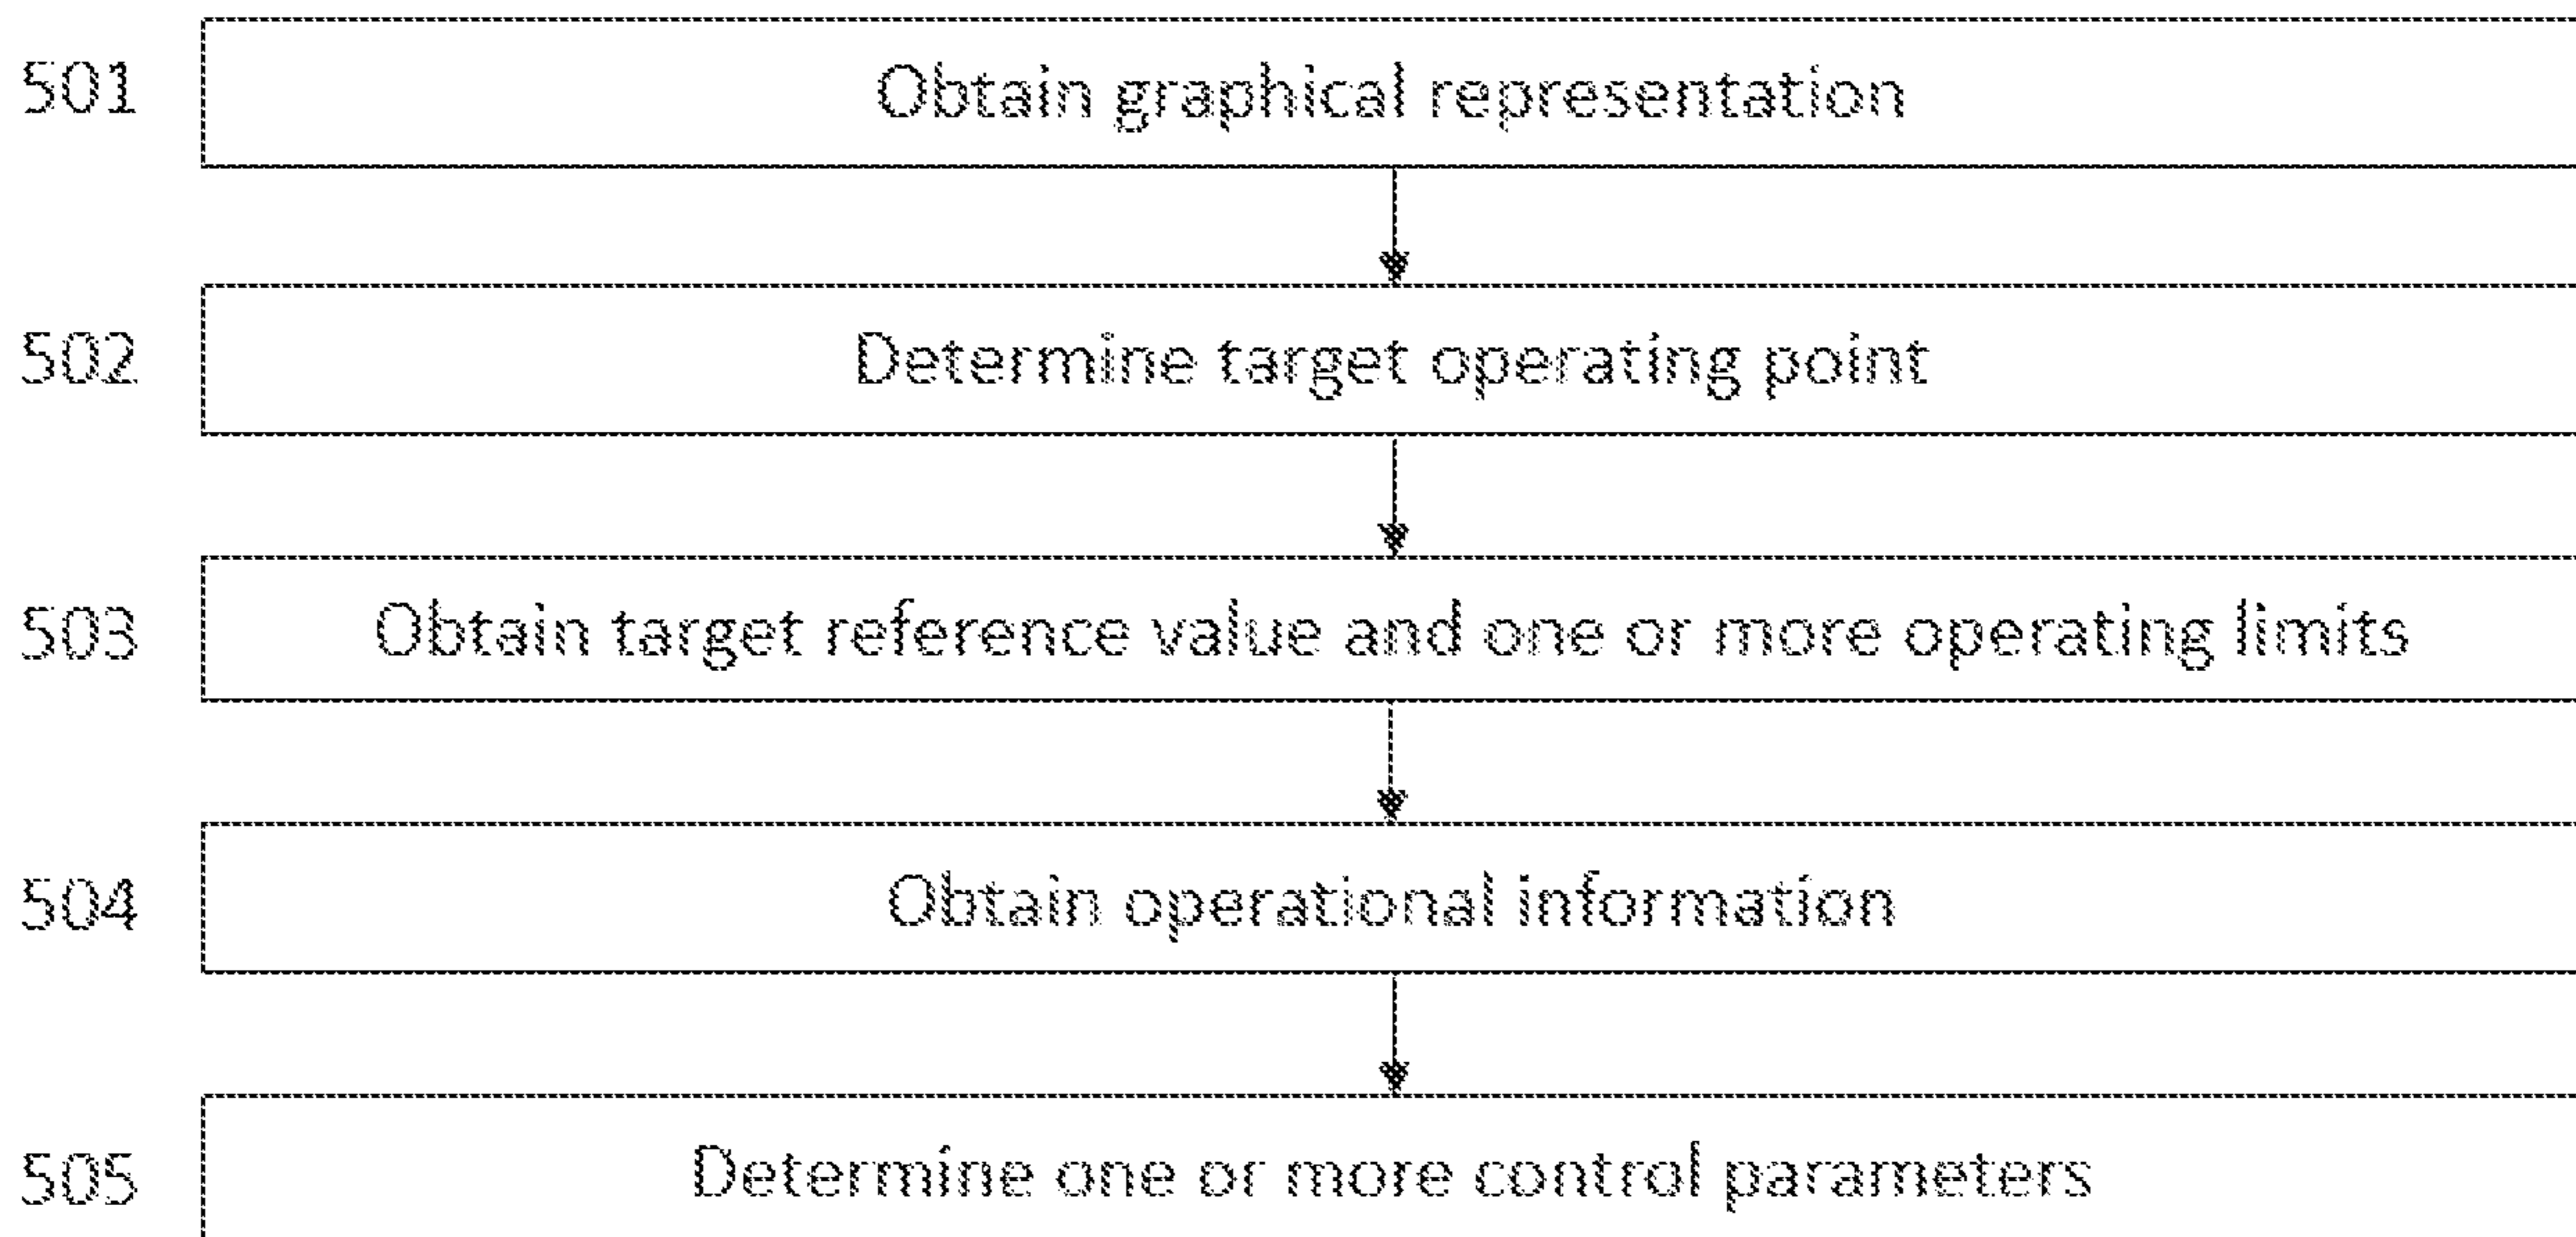 501 Obtain graphical representation
502 Determine target operating point
503 Obtain target reference value and one or more operating limits
504 Obtain operational information
505 Determine one or more control parameters